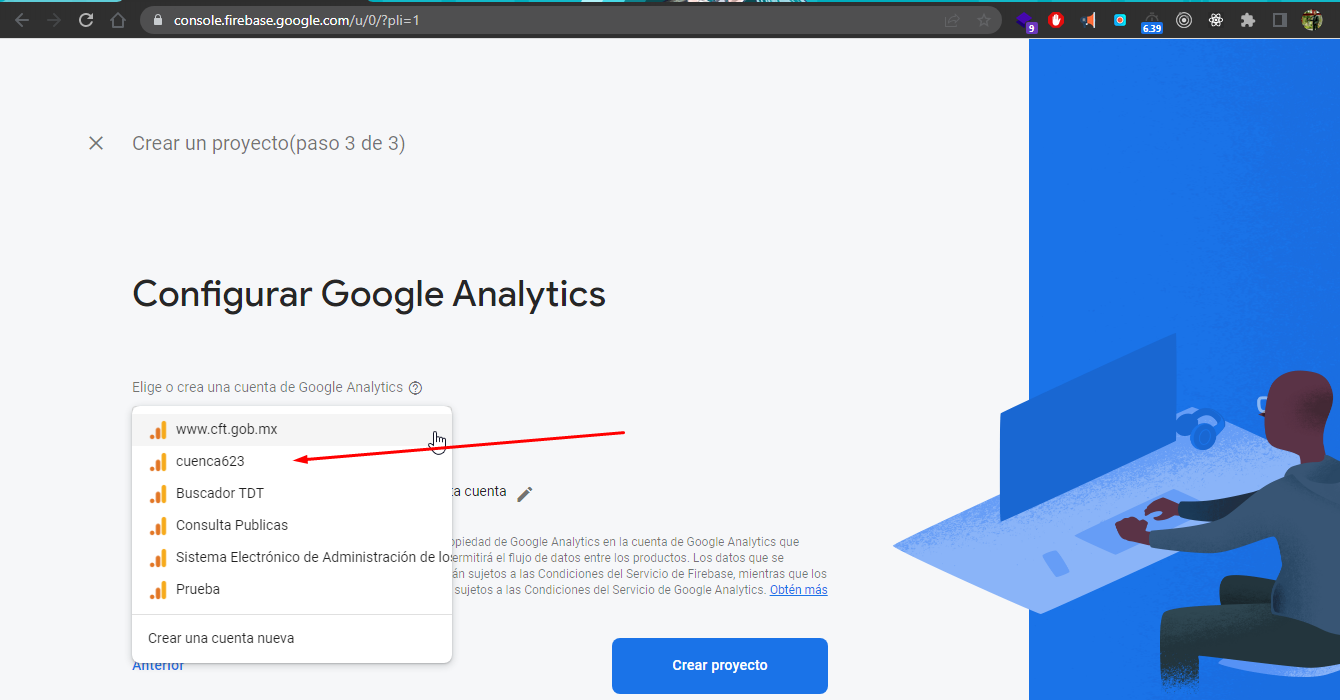 console.firebase.google.com/u/0/?pli=1
9
6.39
Crear un proyecto(paso 3 de 3)
Configurar Google Analytics
Elige o crea una cuenta de Google Analytics
www.cft.gob.mx
cuenca623
Buscador TDT
ta cuenta
Consulta Publicas
opiedad de Google Analytics en la cuenta de Google Analytics que
Sistema Electrónico de Administración de los
ermitirá el flujo de datos entre los productos. Los datos que se
án sujetos a las Condiciones del Servicio de Firebase, mientras que los
Prueba
sujetos a las Condiciones del Servicio de Google Analytics. Obtén más
Crear una cuenta nueva
Anterior
Crear proyecto